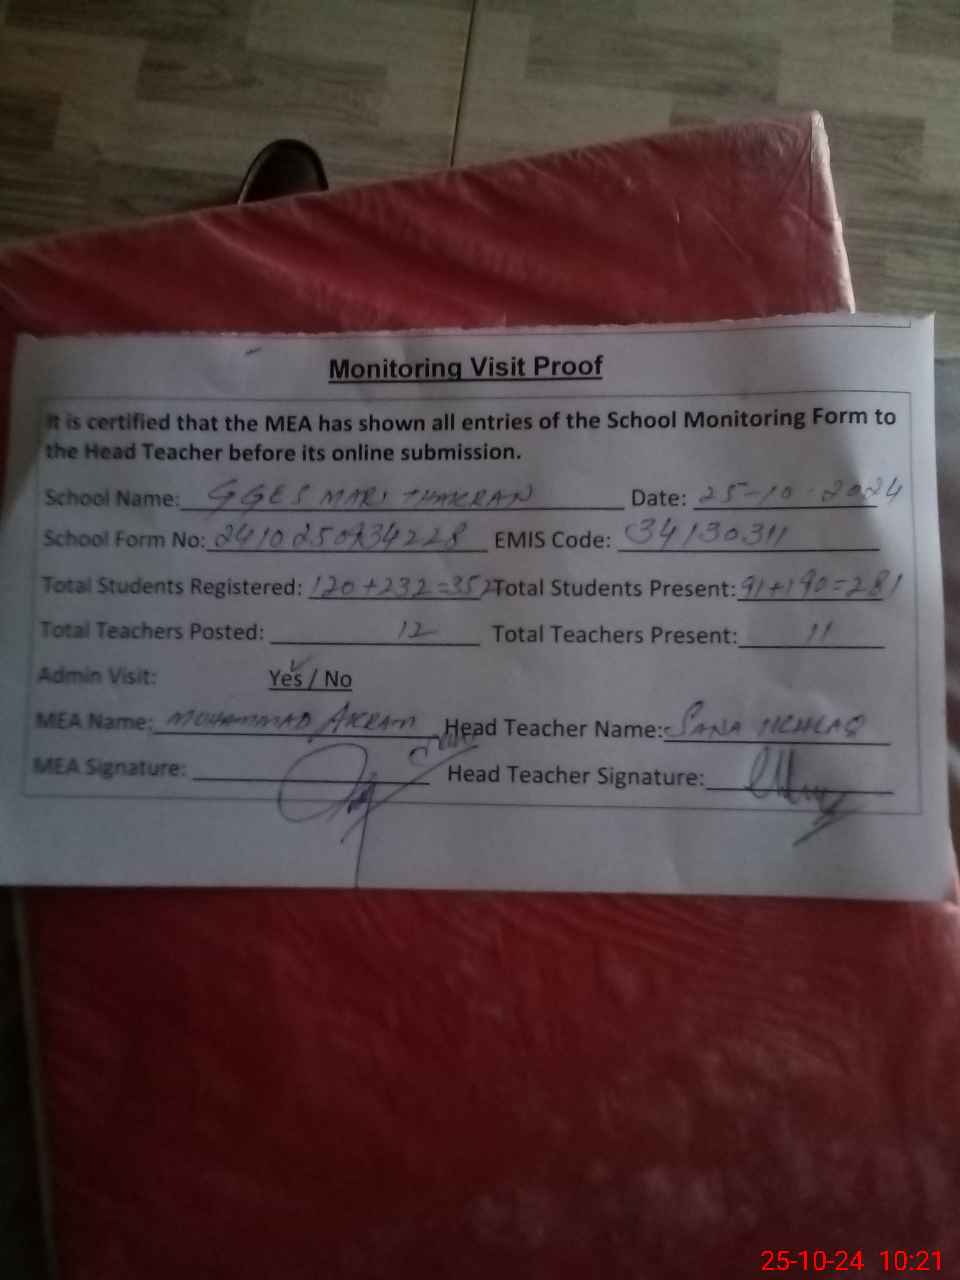 Monitoring Visit Proof
It is certified that the MEA has shown all entries of the School Monitoring Form to
the Head Teacher before its online submission.
School Name: GGES MARI THAKRAN Date: 25-10-2024
School Form No: EMIS Code: 34130311
Total Students Registered: 120+232=352 Total Students Present: 91+190=281
Total Teachers Posted: 12 Total Teachers Present: 11
Admin Visit: Yes / No
MEA Name: MUHAMMAD AKRAM Head Teacher Name: SANA
MEA Signature: Head Teacher Signature:
25-10-24 10:21